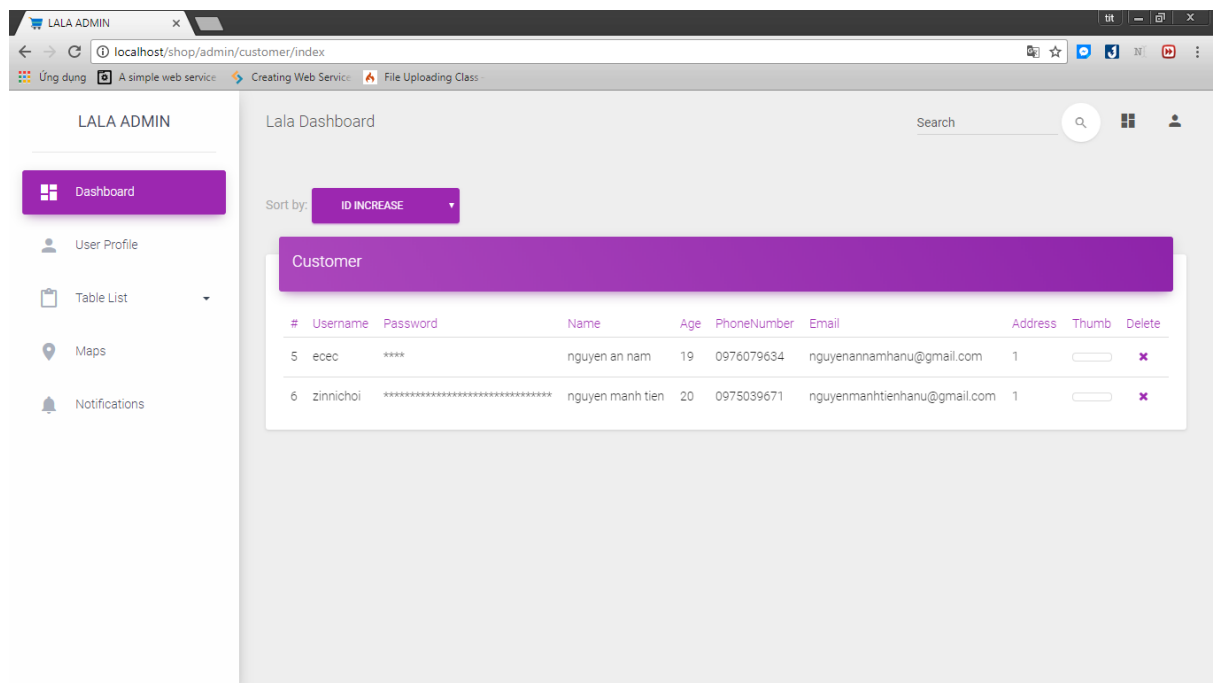 LALA ADMIN
tit
localhost/shop/admin/customer/index
Ứng dụng A simple web service Creating Web Service File Uploading Class
LALA ADMIN
Lala Dashboard
Search
Dashboard
User Profile
Table List
Maps
Notifications
Sort by: ID INCREASE
Customer
# Username Password Name Age PhoneNumber Email Address Thumb Delete
5 ecec **** nguyen an nam 19 0976079634 nguyenannamhanu@gmail.com 1
6 zinnichoi ******************************** nguyen manh tien 20 0975039671 nguyenmanhtienhanu@gmail.com 1